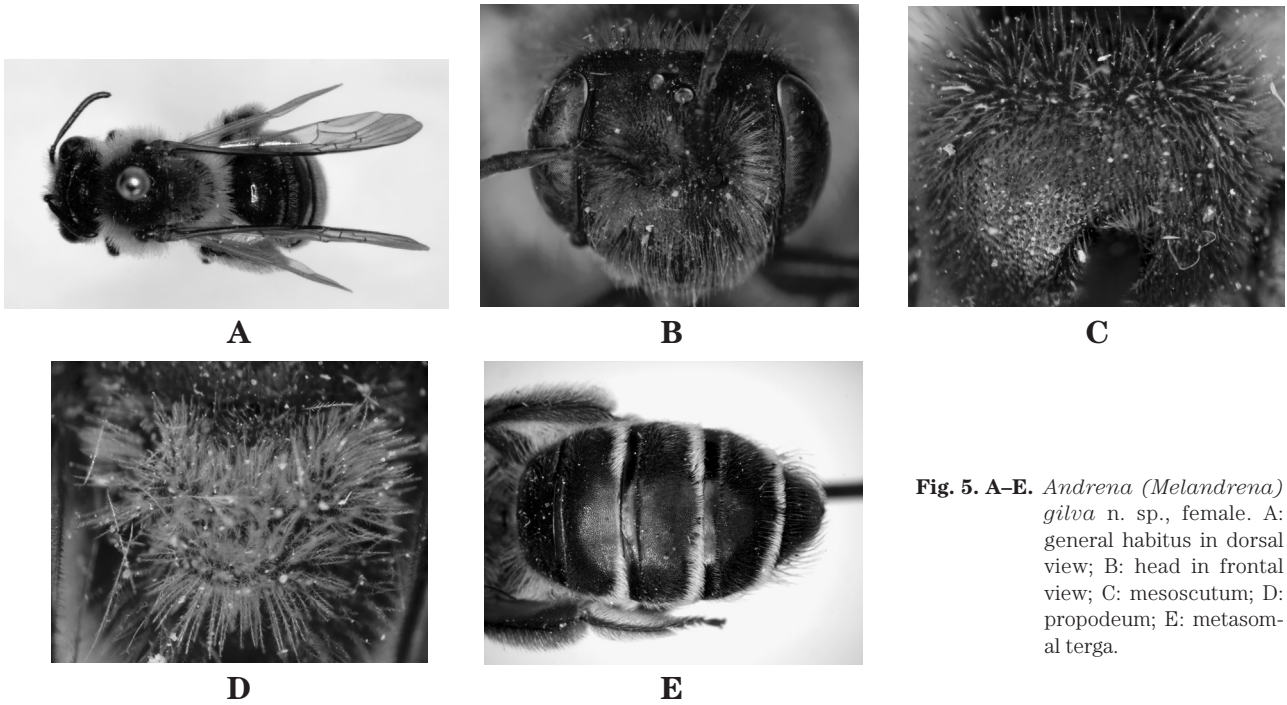 A
B
C
D
E
Fig. 5. A–E. Andrena (Melandrena)
gilva n. sp., female. A:
general habitus in dorsal
view; B: head in frontal
view; C: mesoscutum; D:
propodeum; E: metasom-
al terga.